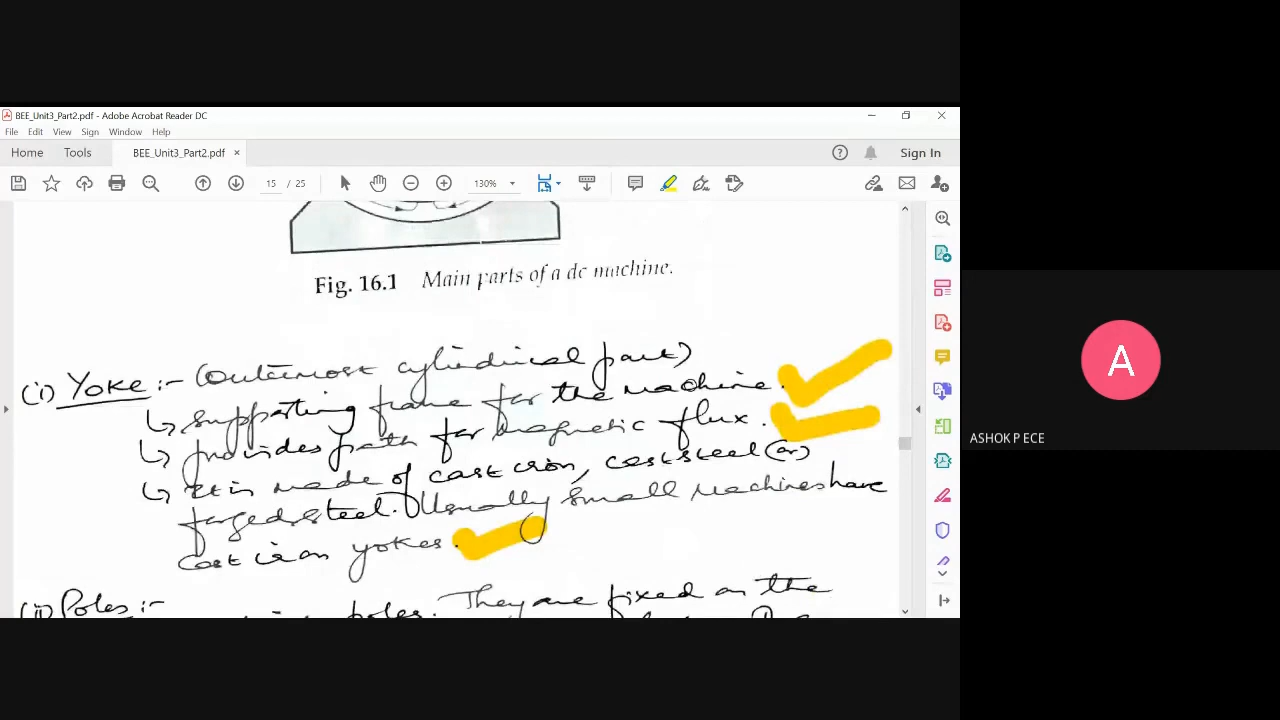 BEE_Unit3_Part2.pdf - Adobe Acrobat Reader DC
File Edit View Sign Window Help
Home Tools BEE_Unit3_Part2.pdf × Sign In
15 / 25 130%
Fig. 16.1 Main parts of a dc machine.
(i) Yoke :- (Outermost cylindrical part)
↳ supporting frame for the machine.
↳ provides path for magnetic flux.
↳ It is made of cast iron, cast steel (or)
forged steel. Usually small machines have
cast iron yokes.
(ii) Poles :-
poles. They are fixed on the
ASHOK P ECE
A